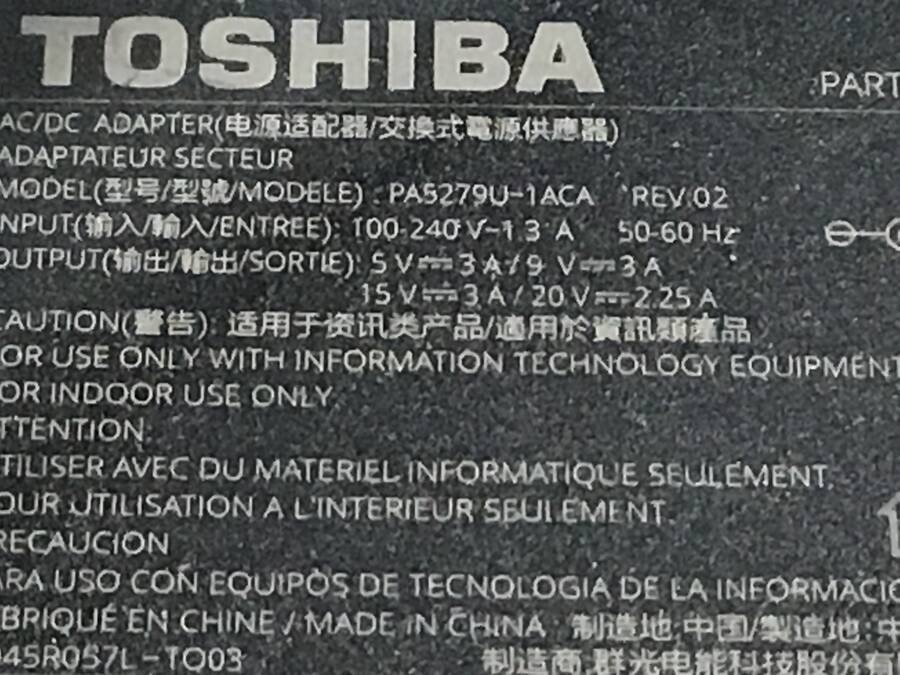 TOSHIBA
PART
AC/DC ADAPTER(电源适配器/交換式電源供應器)
ADAPTATEUR SECTEUR
MODEL(型号/型號/MODELE) : PA5279U-1ACA REV:02
INPUT(输入/輸入/ENTREE): 100-240 V~1.3 A 50-60 Hz
OUTPUT(输出/輸出/SORTIE): 5 V⎓3 A / 9 V⎓3 A
15 V⎓3 A / 20 V⎓2.25 A
CAUTION(警告): 适用于资讯类产品/適用於資訊類產品
OR USE ONLY WITH INFORMATION TECHNOLOGY EQUIPMENT
OR INDOOR USE ONLY.
TTENTION:
TILISER AVEC DU MATERIEL INFORMATIQUE SEULEMENT.
OUR UTILISATION A L'INTERIEUR SEULEMENT.
RECAUCION
ARA USO CON EQUIPOS DE TECNOLOGIA DE LA INFORMACIO
BRIQUE EN CHINE / MADE IN CHINA 制造地:中国/製造地:中
045R057L-TO03
制造商:群光电能科技股份有